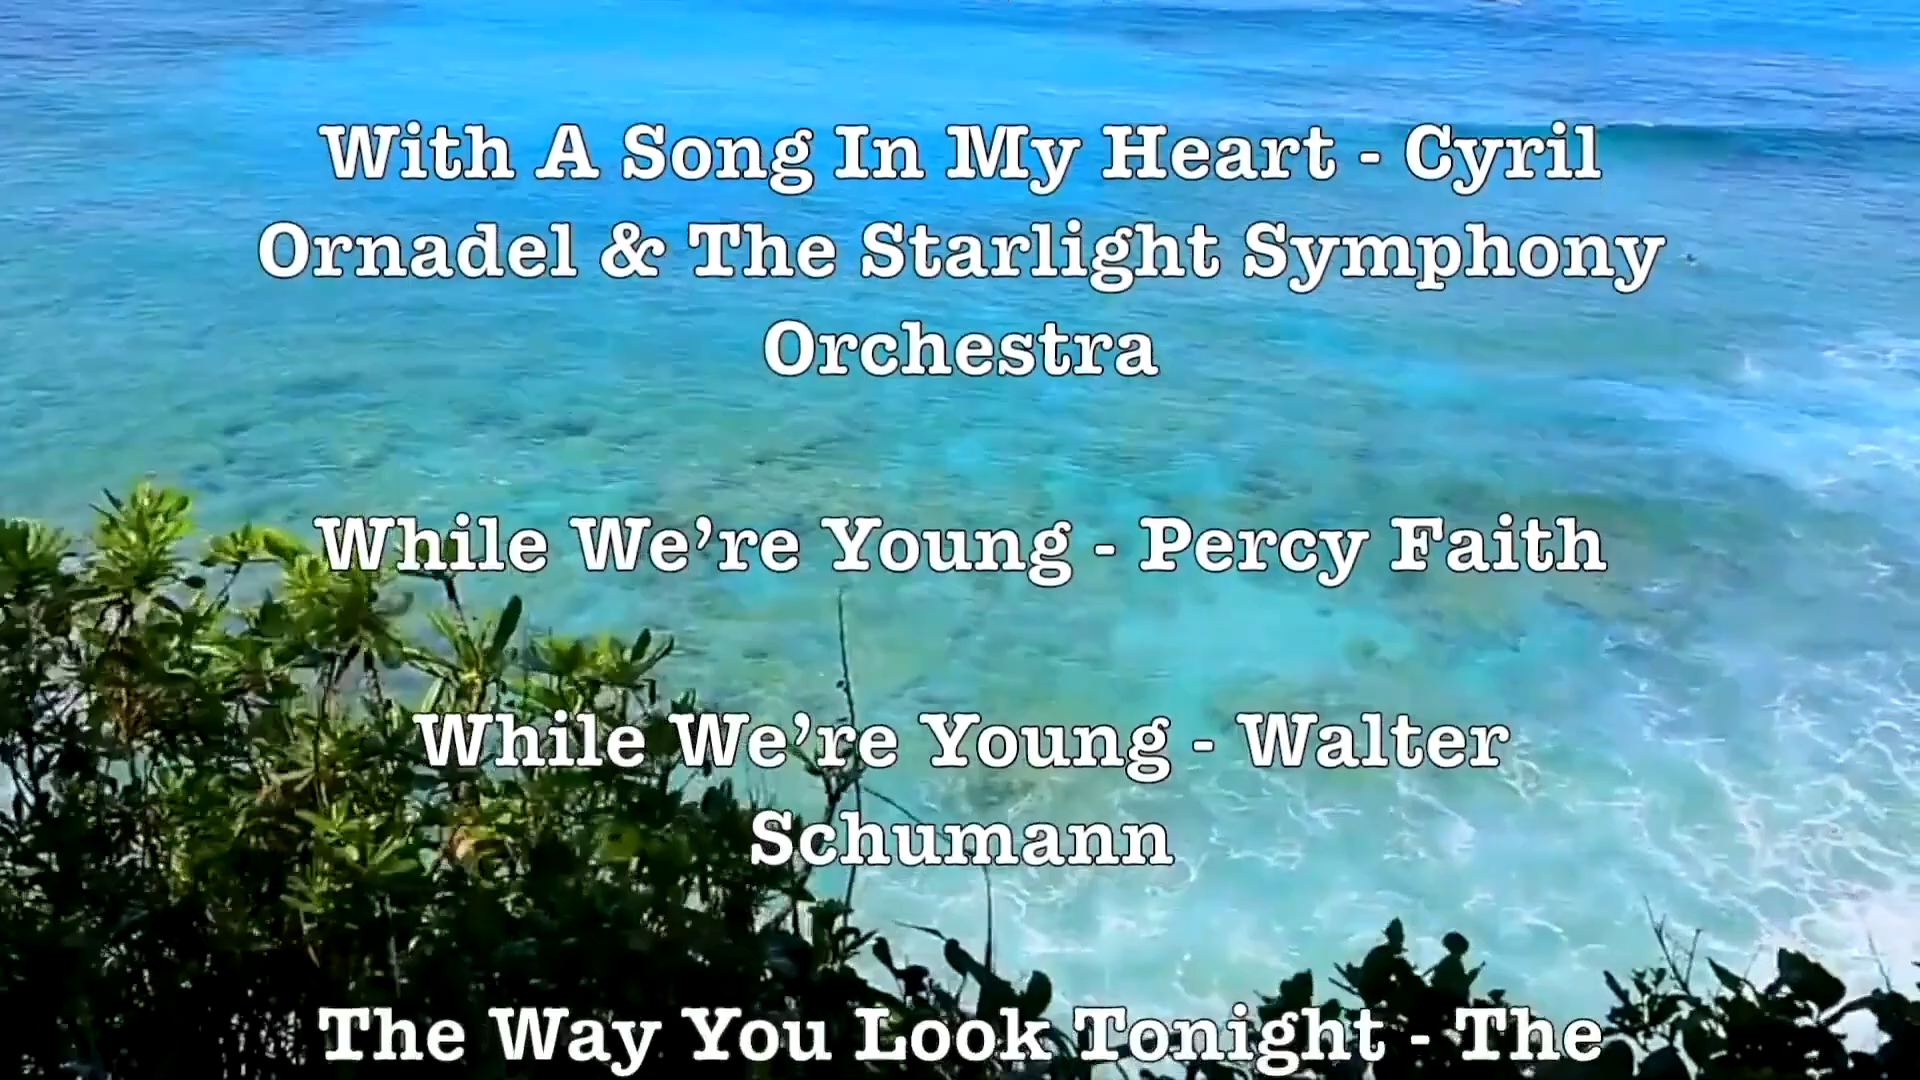 With A Song In My Heart - Cyril
Ornadel & The Starlight Symphony
Orchestra
While We’re Young - Percy Faith
While We’re Young - Walter
Schumann
The Way You Look Tonight - The